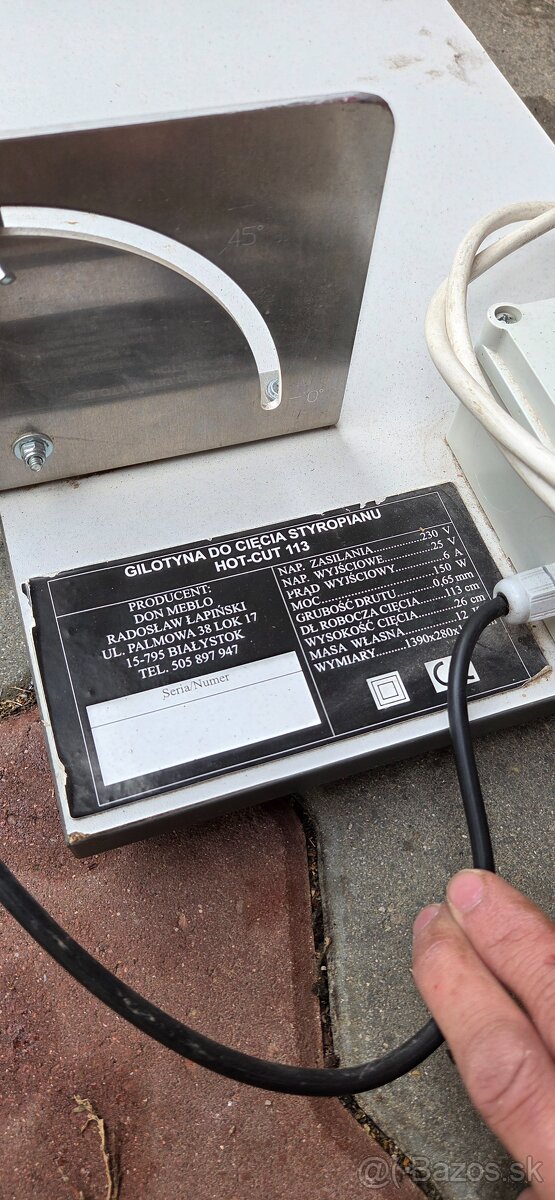 45°
0°
GILOTYNA DO CIĘCIA STYROPIANU
HOT-CUT 113
PRODUCENT:
DON MEBLO
RADOSŁAW ŁAPIŃSKI
UL. PALMOWA 38 LOK 17
15-795 BIAŁYSTOK
TEL. 505 897 947
Seria/Numer
NAP. ZASILANIA...............230 V
NAP. WYJŚCIOWE...............25 V
PRĄD WYJŚCIOWY...............6 A
MOC...............150 W
GRUBOŚĆ DRUTU...............0.65 mm
DŁ ROBOCZA CIĘCIA...............113 cm
WYSOKOŚĆ CIĘCIA...............26 cm
MASA WŁASNA...............12
WYMIARY...............1390x280x
CE
Bazos.sk